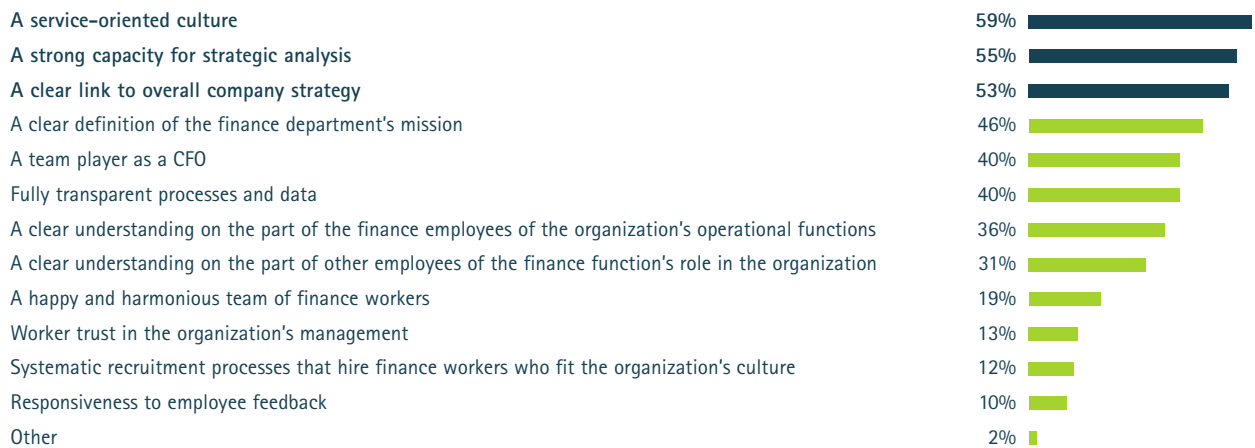 A service-oriented culture 59%
A strong capacity for strategic analysis 55%
A clear link to overall company strategy 53%
A clear definition of the finance department's mission 46%
A team player as a CFO 40%
Fully transparent processes and data 40%
A clear understanding on the part of the finance employees of the organization's operational functions 36%
A clear understanding on the part of other employees of the finance function's role in the organization 31%
A happy and harmonious team of finance workers 19%
Worker trust in the organization's management 13%
Systematic recruitment processes that hire finance workers who fit the organization's culture 12%
Responsiveness to employee feedback 10%
Other 2%